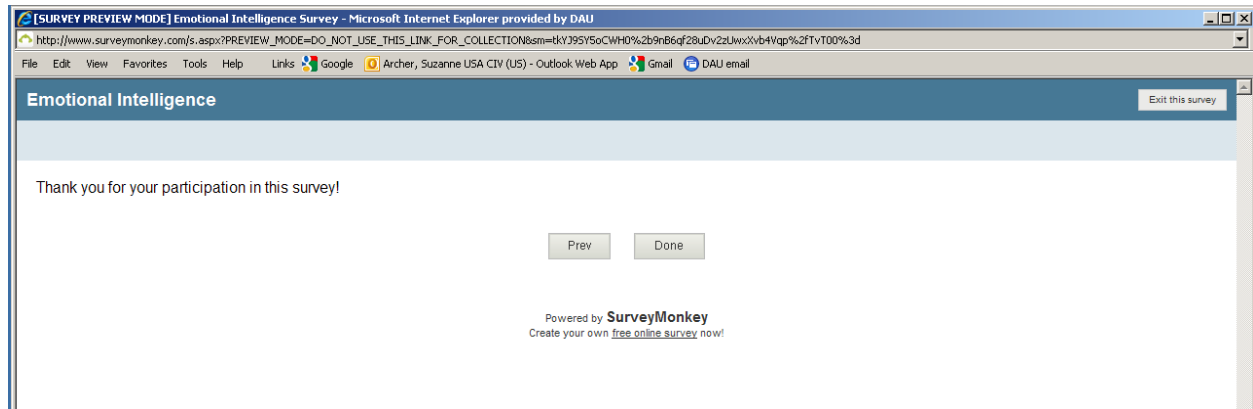 [SURVEY PREVIEW MODE] Emotional Intelligence Survey - Microsoft Internet Explorer provided by DAU
http://www.surveymonkey.com/s.aspx?PREVIEW_MODE=DO_NOT_USE_THIS_LINK_FOR_COLLECTION&sm=tkYJ95Y5oCWH0%2b9nB6qf28uDv2zUwxXvb4Vqp%2fTvT00%3d
File Edit View Favorites Tools Help Links Google Archer, Suzanne USA CIV (US) - Outlook Web App Gmail DAU email
Emotional Intelligence
Exit this survey
Thank you for your participation in this survey!
Prev Done
Powered by SurveyMonkey
Create your own free online survey now!